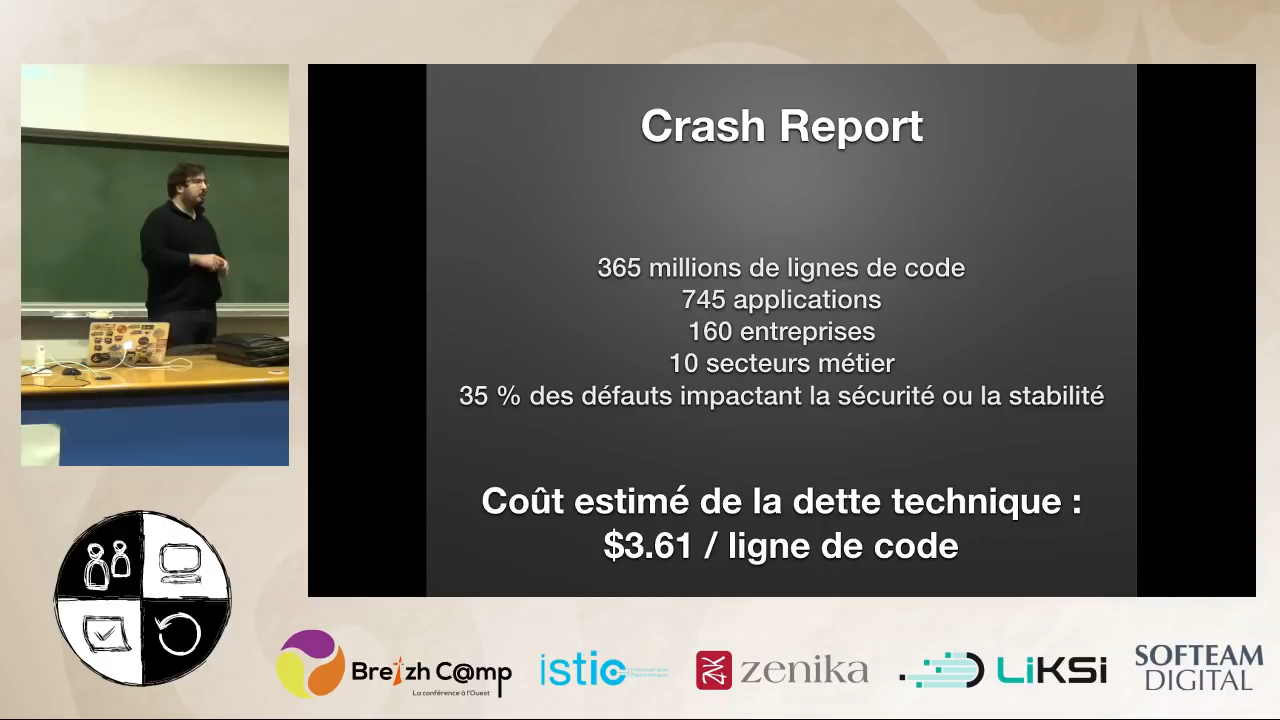 Crash Report
365 millions de lignes de code
745 applications
160 entreprises
10 secteurs métier
35 % des défauts impactant la sécurité ou la stabilité
Coût estimé de la dette technique :
$3.61 / ligne de code
Breizh C@mp
La conférence à l'Ouest
istic
Informatique
Électronique
zenika
LiKSi
SOFTEAM
DIGITAL